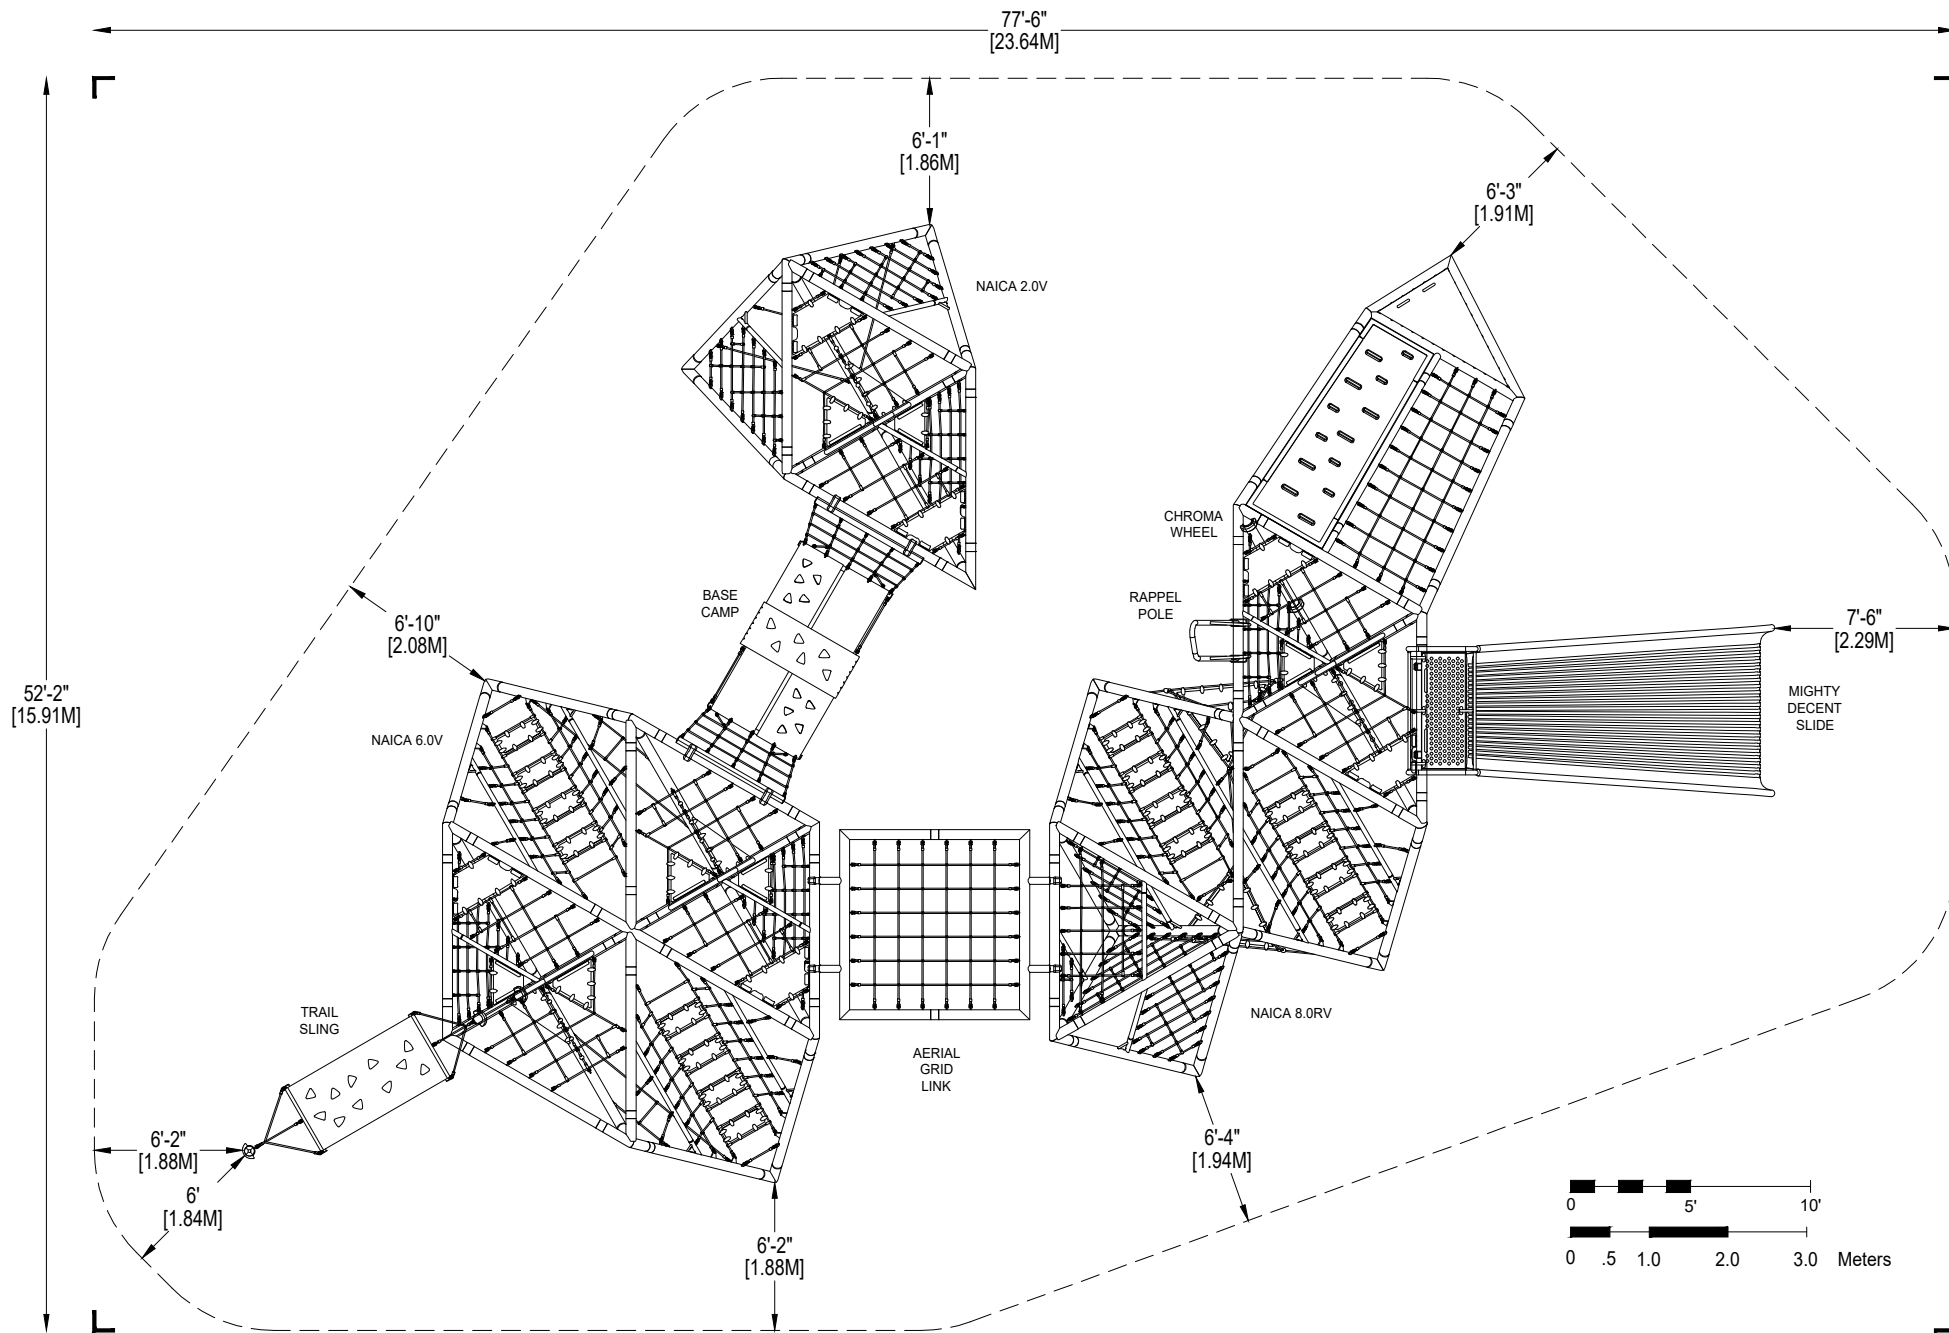 77'-6"
[23.64M]
6'-1"
[1.86M]
6'-3"
[1.91M]
NAICA 2.0V
CHROMA
WHEEL
BASE
CAMP
RAPPEL
POLE
6'-10"
[2.08M]
7'-6"
[2.29M]
52'-2"
[15.91M]
MIGHTY
DECENT
SLIDE
NAICA 6.0V
TRAIL
SLING
NAICA 8.0RV
AERIAL
GRID
LINK
6'-2"
[1.88M]
6'-4"
[1.94M]
6'
[1.84M]
6'-2"
[1.88M]
0 5' 10'
0 .5 1.0 2.0 3.0 Meters